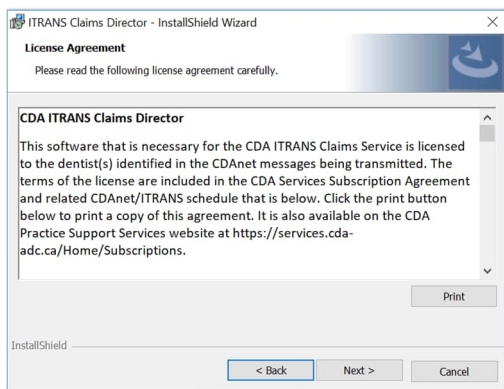 ITRANS Claims Director - InstallShield Wizard
License Agreement
Please read the following license agreement carefully.
CDA ITRANS Claims Director
This software that is necessary for the CDA ITRANS Claims Service is licensed
to the dentist(s) identified in the CDAnet messages being transmitted. The
terms of the license are included in the CDA Services Subscription Agreement
and related CDAnet/ITRANS schedule that is below. Click the print button
below to print a copy of this agreement. It is also available on the CDA
Practice Support Services website at https://services.cda-
adc.ca/Home/Subscriptions.
Print
InstallShield
< Back Next > Cancel